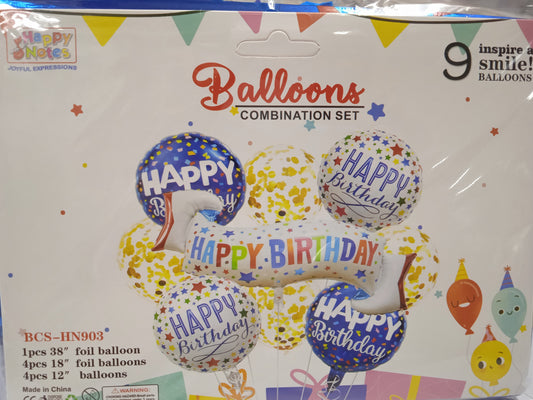 Happy
Notes
JOYFUL EXPRESSIONS
Balloons
COMBINATION SET
9 inspire a
smile!
BALLOONS
HAPPY
Birthday
HAPPY
Birthday
HAPPY BIRTHDAY
HAPPY
Birthday
HAPPY
Birthday
BCS-HN903
1pcs 38" foil balloon
4pcs 18" foil balloons
4pcs 12" balloons
Made in China
WARNING: